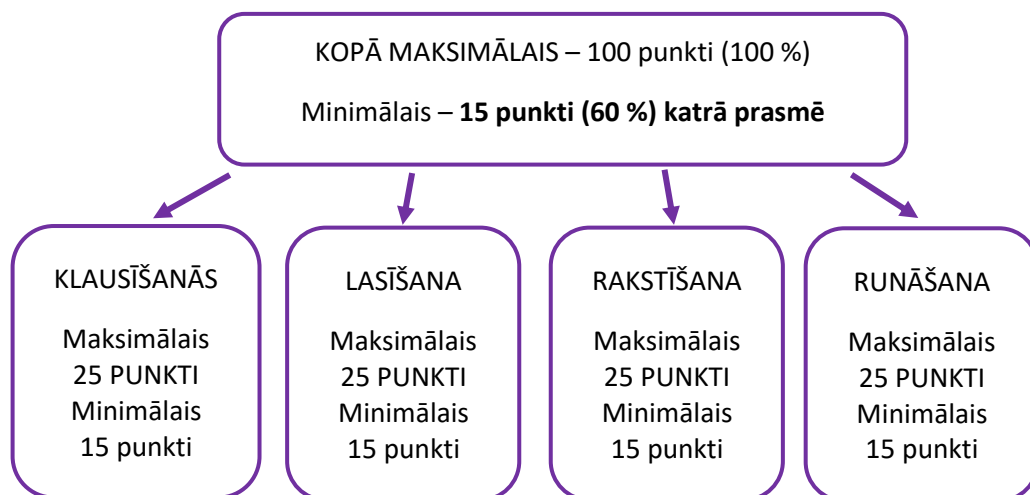 KOPĀ MAKSIMĀLAIS – 100 punkti (100 %)
Minimālais – 15 punkti (60 %) katrā prasmē
KLAUSĪŠANĀS
Maksimālais
25 PUNKTI
Minimālais
15 punkti
LASĪŠANA
Maksimālais
25 PUNKTI
Minimālais
15 punkti
RAKSTĪŠANA
Maksimālais
25 PUNKTI
Minimālais
15 punkti
RUNĀŠANA
Maksimālais
25 PUNKTI
Minimālais
15 punkti